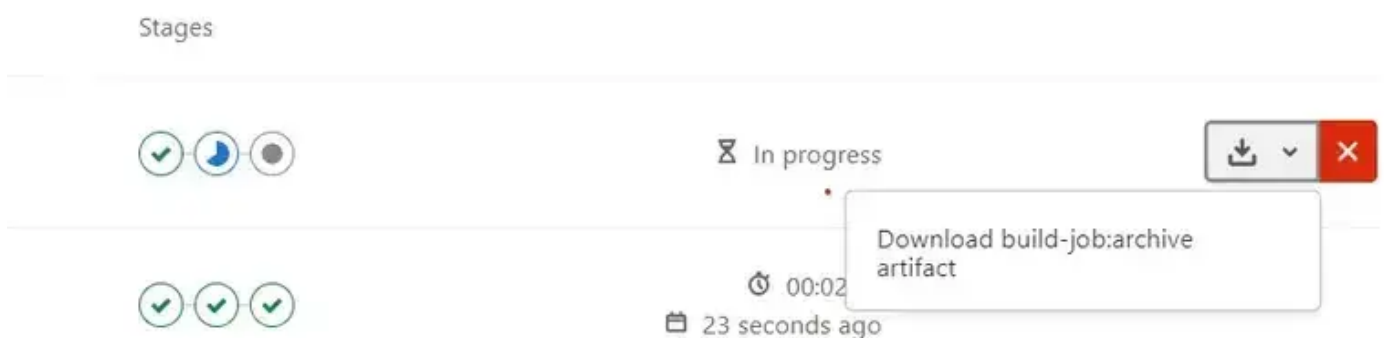 Stages
In progress
Download build-job:archive
artifact
00:02
23 seconds ago